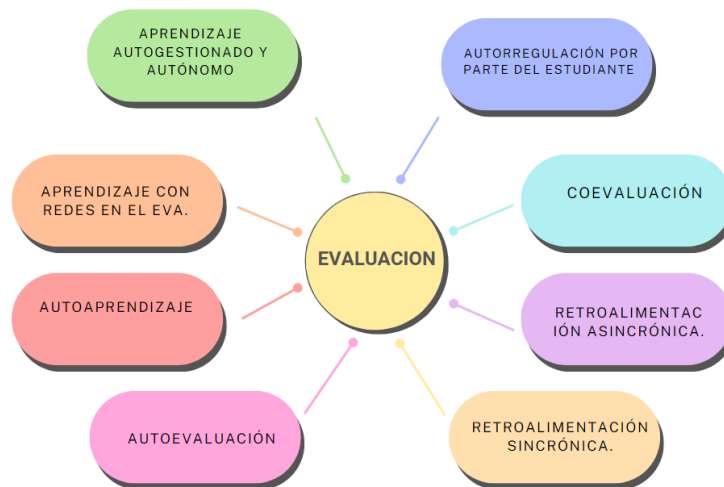 APRENDIZAJE
AUTOGESTIONADO Y
AUTÓNOMO
AUTORREGULACIÓN POR
PARTE DEL ESTUDIANTE
APRENDIZAJE CON
REDES EN EL EVA.
COEVALUACIÓN
EVALUACION
AUTOAPRENDIZAJE
RETROALIMENTAC
IÓN ASINCRÓNICA.
AUTOEVALUACIÓN
RETROALIMENTACIÓN
SINCRÓNICA.